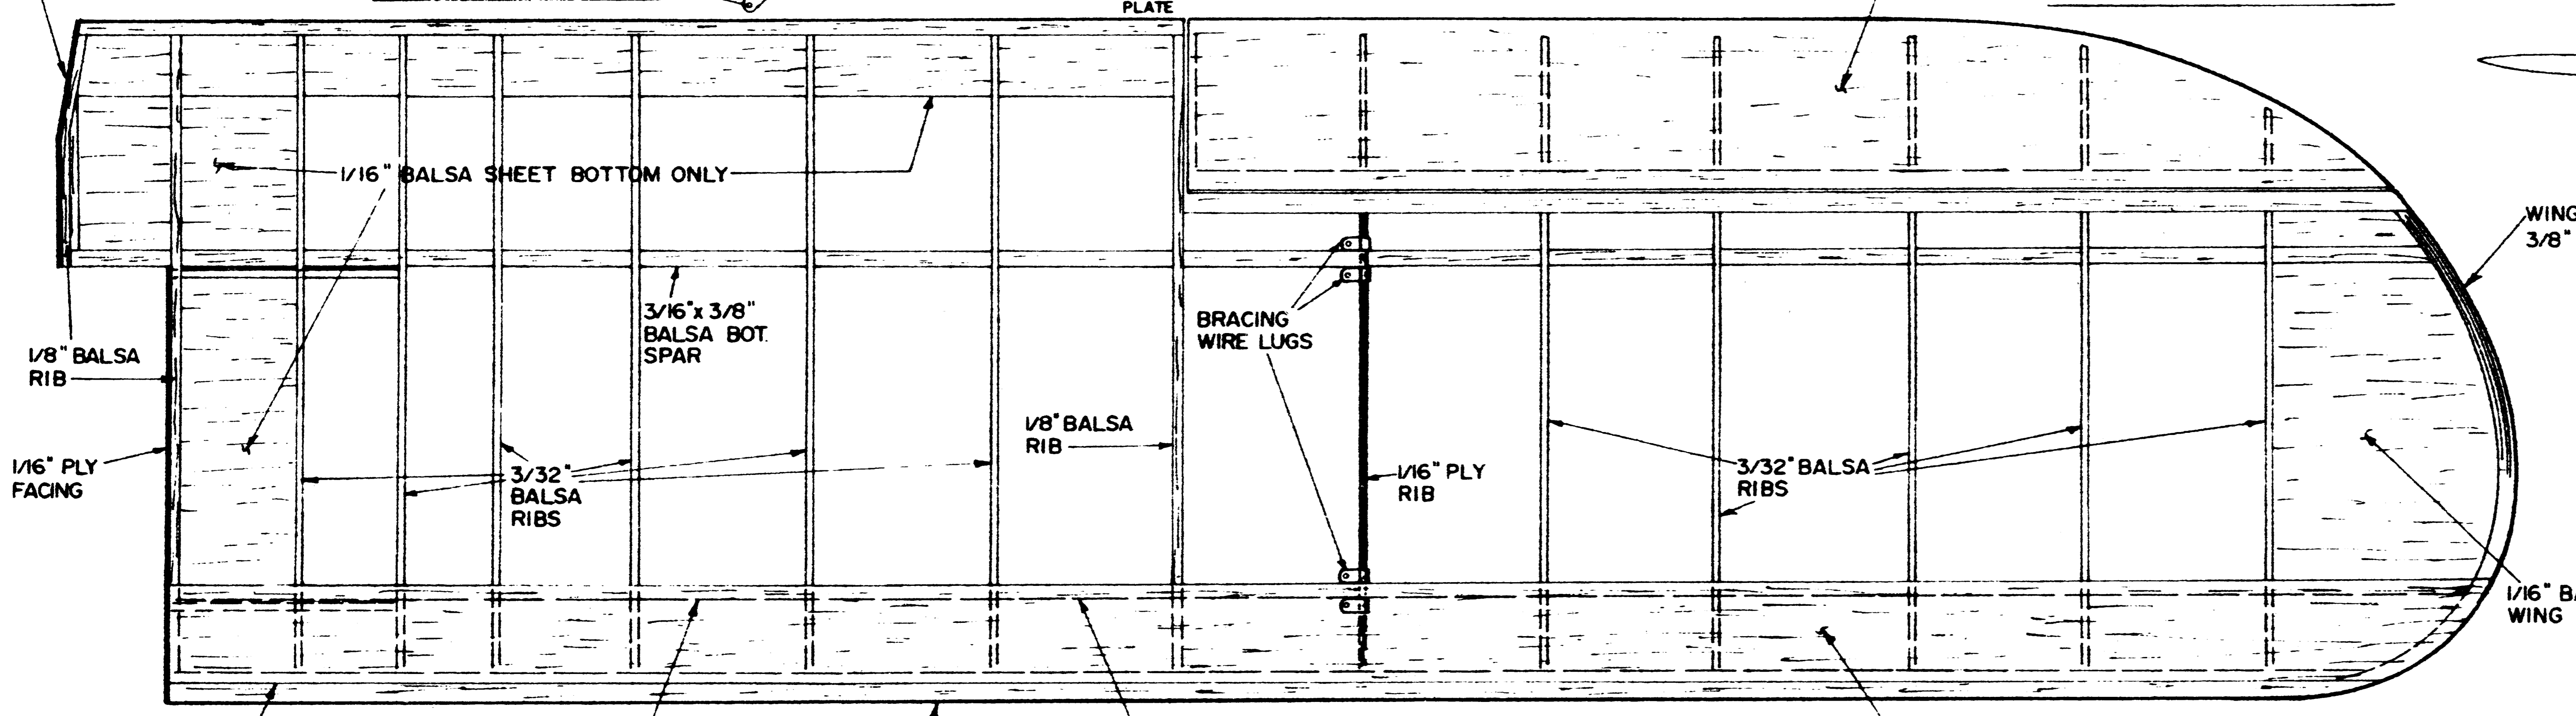 PLATE
1/16" BALSA SHEET BOTTOM ONLY
WING
3/8"
3/16" x 3/8"
BALSA BOT.
SPAR
BRACING
WIRE LUGS
1/8" BALSA
RIB
1/8" BALSA
RIB
1/16" PLY
FACING
3/32"
BALSA
RIBS
1/16" PLY
RIB
3/32" BALSA
RIBS
1/16" BA
WING